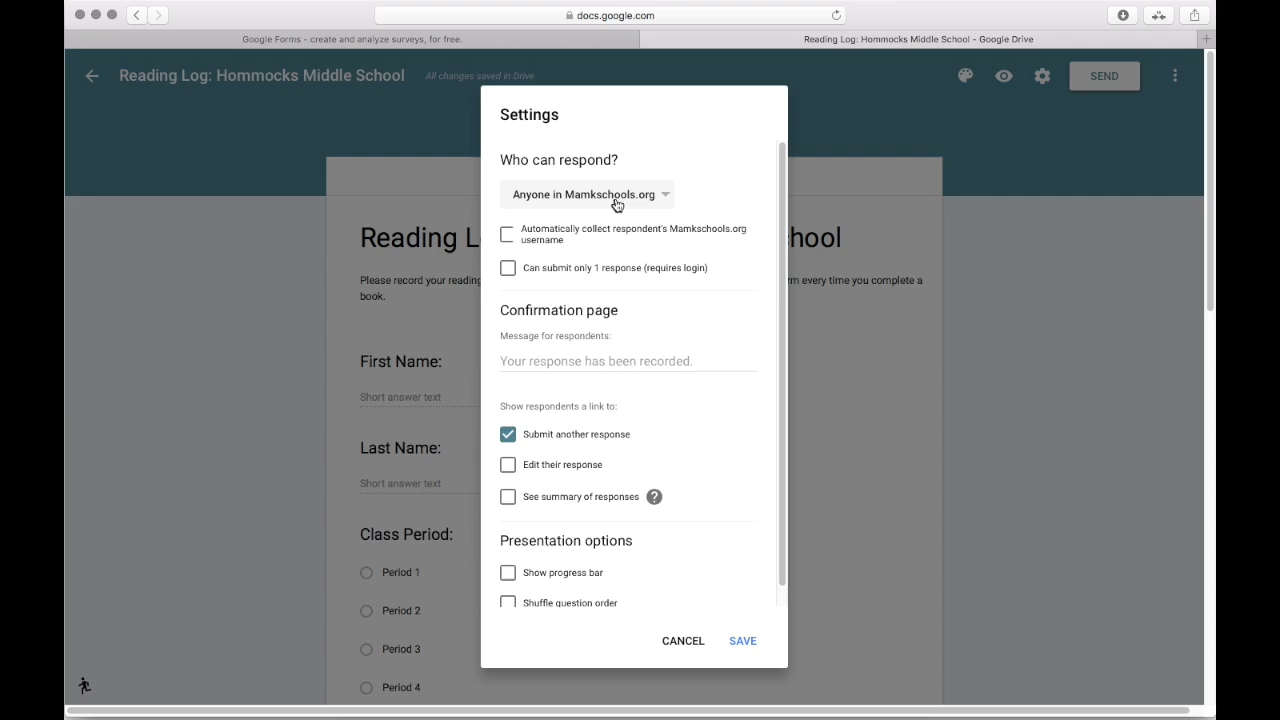 docs.google.com
Google Forms - create and analyze surveys, for free.
Reading Log: Hommocks Middle School - Google Drive
Reading Log: Hommocks Middle School
All changes saved in Drive
SEND
Settings
Who can respond?
Anyone in Mamkschools.org
Automatically collect respondent's Mamkschools.org
username
Can submit only 1 response (requires login)
Confirmation page
Message for respondents:
Your response has been recorded.
Show respondents a link to:
Submit another response
Edit their response
See summary of responses ?
Presentation options
Show progress bar
Shuffle question order
CANCEL SAVE
Reading L hool
Please record your reading m every time you complete a
book.
First Name:
Short answer text
Last Name:
Short answer text
Class Period:
Period 1
Period 2
Period 3
Period 4